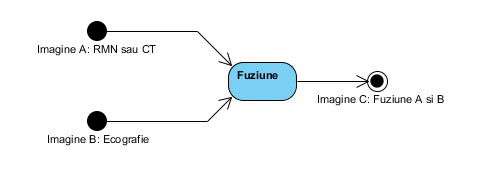 Imagine A: RMN sau CT
Fuziune
Imagine C: Fuziune A si B
Imagine B: Ecografie